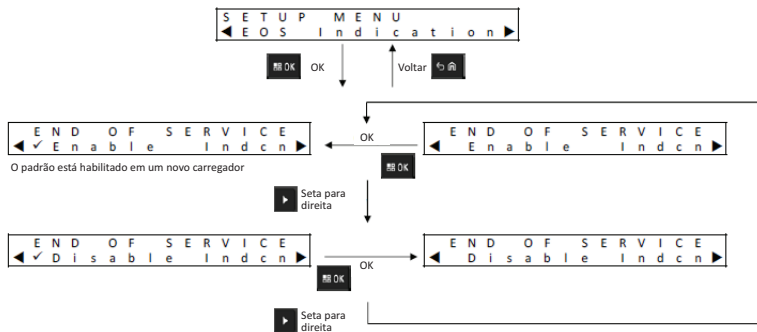 SETUP MENU
◀EOS Indication▶
OK OK Voltar
OK
END OF SERVICE
◀✓Enable Indcn▶
END OF SERVICE
◀ Enable Indcn▶
OK
O padrão está habilitado em um novo carregador
Seta para
direita
END OF SERVICE
◀✓Disable Indcn▶
END OF SERVICE
◀ Disable Indcn▶
OK
OK
Seta para
direita